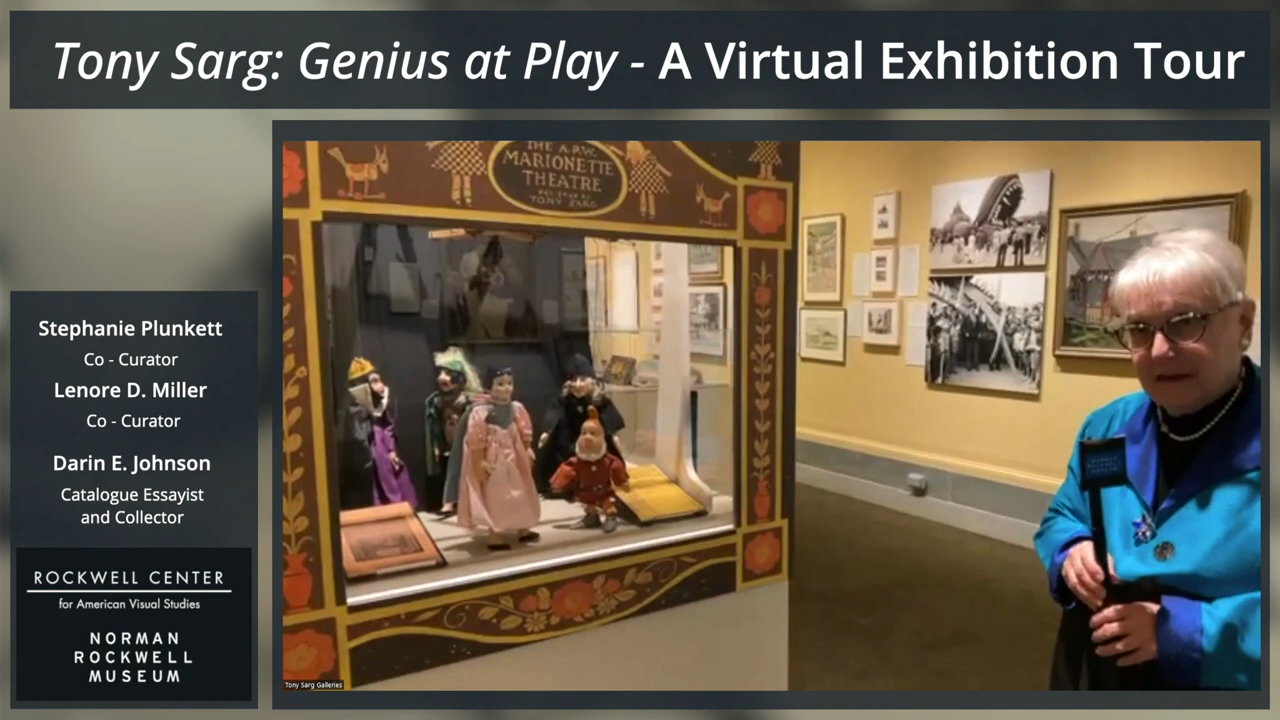 Tony Sarg: Genius at Play - A Virtual Exhibition Tour
Stephanie Plunkett
Co - Curator
Lenore D. Miller
Co - Curator
Darin E. Johnson
Catalogue Essayist
and Collector
ROCKWELL CENTER
for American Visual Studies
NORMAN
ROCKWELL
MUSEUM
THE A.P.W.
MARIONETTE
THEATRE
TONY SARG
Tony Sarg Galleries